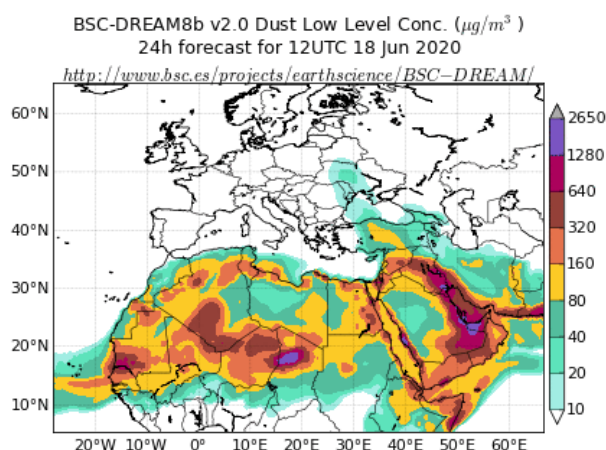 BSC-DREAM8b v2.0 Dust Low Level Conc. (μg/m³ )
24h forecast for 12UTC 18 Jun 2020
http://www.bsc.es/projects/earthscience/BSC−DREAM/
60°N
50°N
40°N
30°N
20°N
10°N
20°W 10°W 0° 10°E 20°E 30°E 40°E 50°E 60°E
2650
1280
640
320
160
80
40
20
10